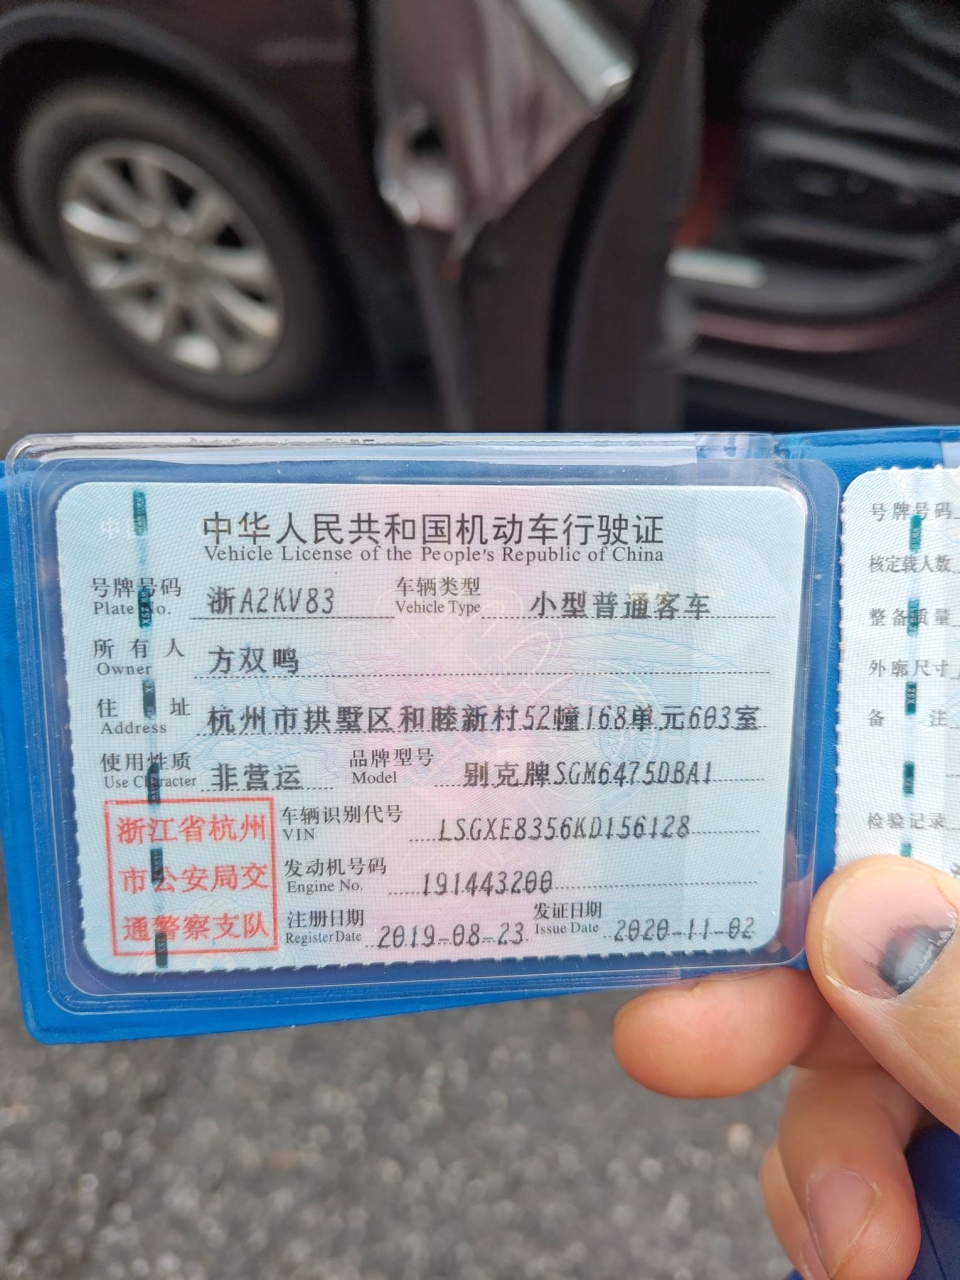 中华人民共和国机动车行驶证
Vehicle License of the People's Republic of China
号牌号码 浙A2KV83 车辆类型 小型普通客车
Plate No. Vehicle Type
所有人 方双鸣
Owner
住址 杭州市拱墅区和睦新村52幢168单元603室
Address
使用性质 非营运 品牌型号 别克牌SGM6475DBA1
Use Character Model
浙江省杭州
市公安局交
通警察支队
车辆识别代号 LSGXE8356KD156128
VIN
发动机号码 191443200
Engine No.
注册日期 2019-08-23 发证日期 2020-11-02
Register Date Issue Date
号牌号码
核定载人数
整备质量
外廓尺寸
备注
检验记录